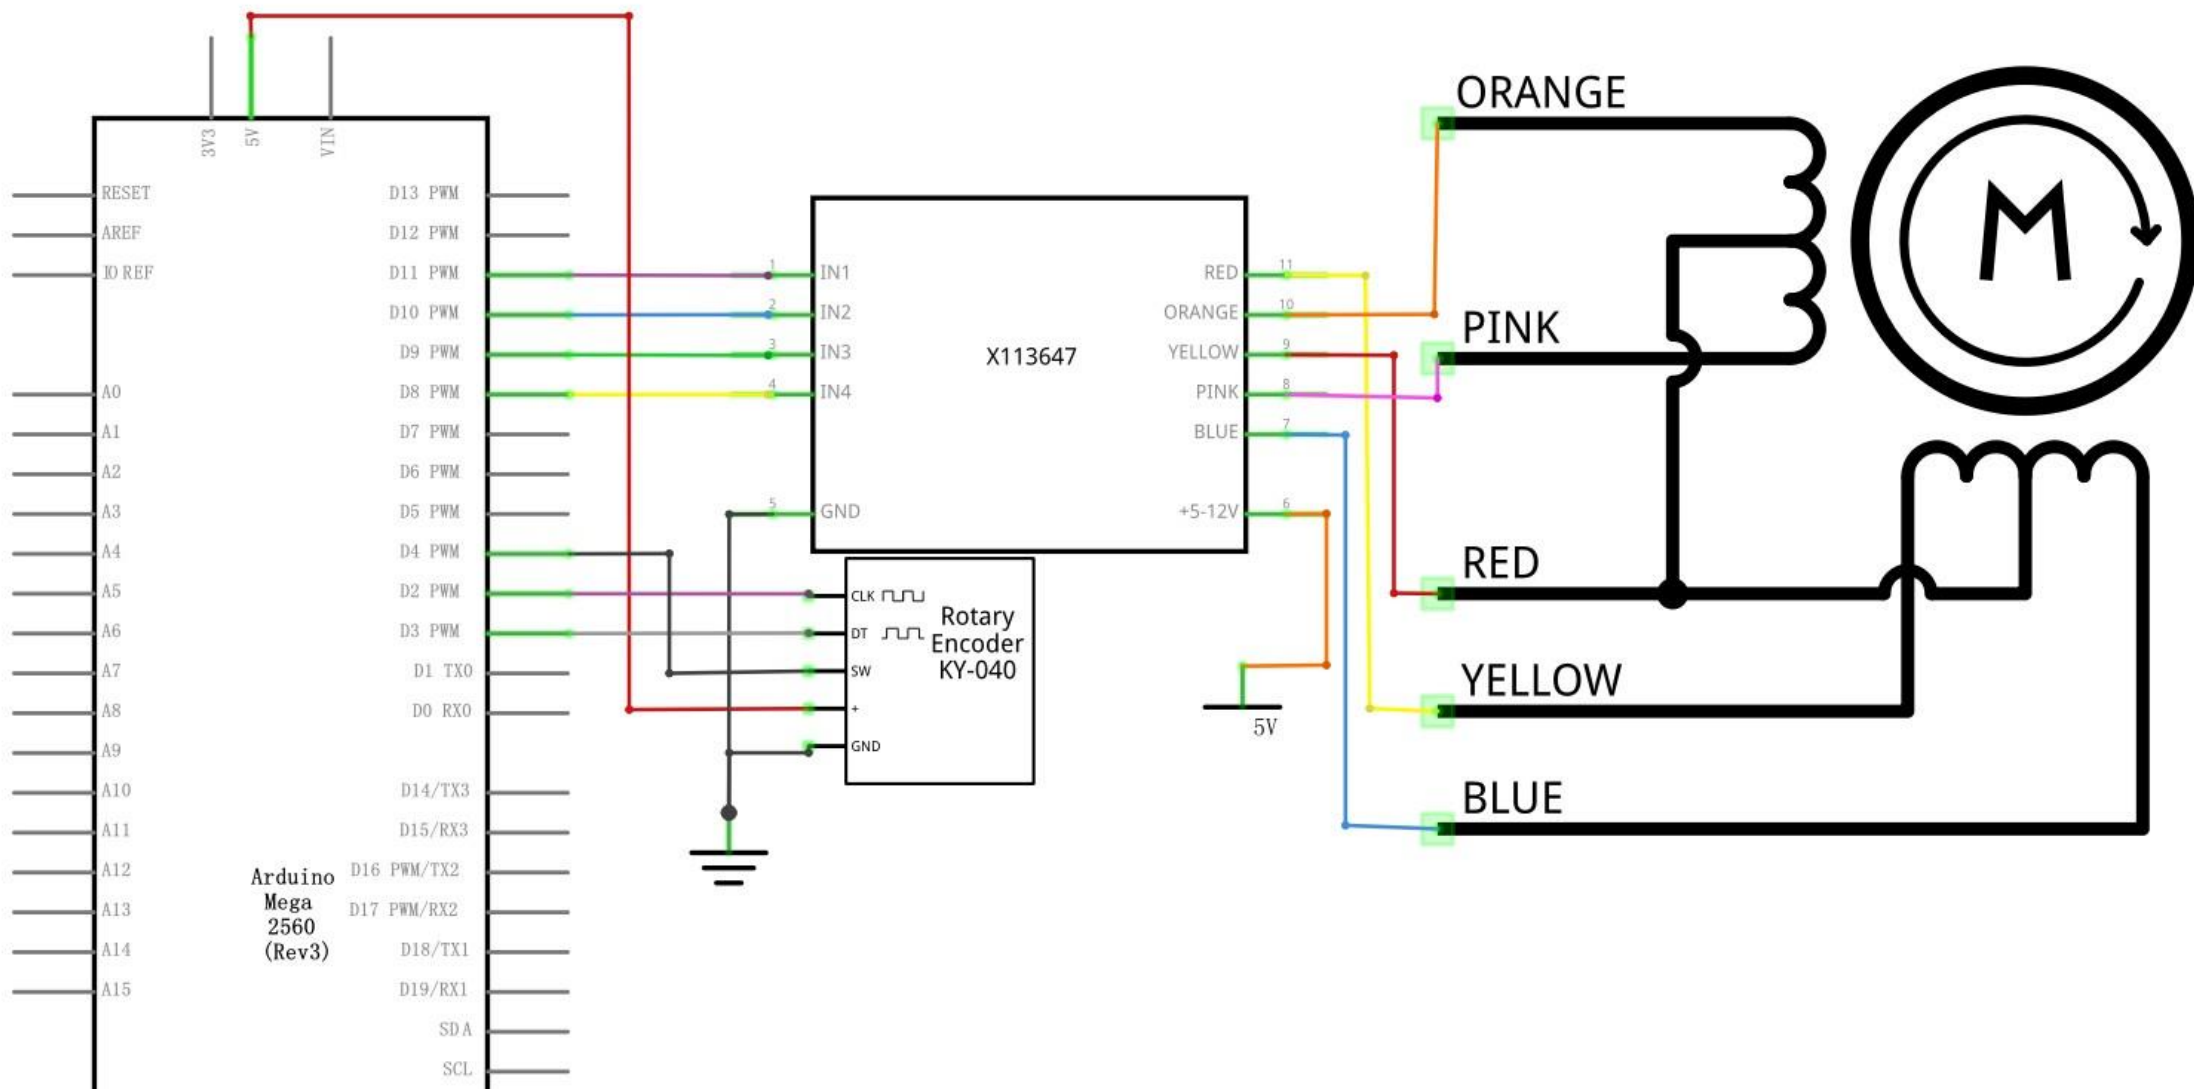 3V3
5V
VIN
RESET
AREF
IO REF
A0
A1
A2
A3
A4
A5
A6
A7
A8
A9
A10
A11
A12
A13
A14
A15
D13 PWM
D12 PWM
D11 PWM
D10 PWM
D9 PWM
D8 PWM
D7 PWM
D6 PWM
D5 PWM
D4 PWM
D2 PWM
D3 PWM
D1 TX0
D0 RX0
D14/TX3
D15/RX3
D16 PWM/TX2
D17 PWM/RX2
D18/TX1
D19/RX1
SDA
SCL
Arduino
Mega
2560
(Rev3)
1
IN1
2
IN2
3
IN3
4
IN4
5
GND
X113647
RED
11
ORANGE
10
YELLOW
9
PINK
8
BLUE
7
+5-12V
6
CLK
DT
SW
+
GND
Rotary
Encoder
KY-040
5V
ORANGE
PINK
RED
YELLOW
BLUE
M